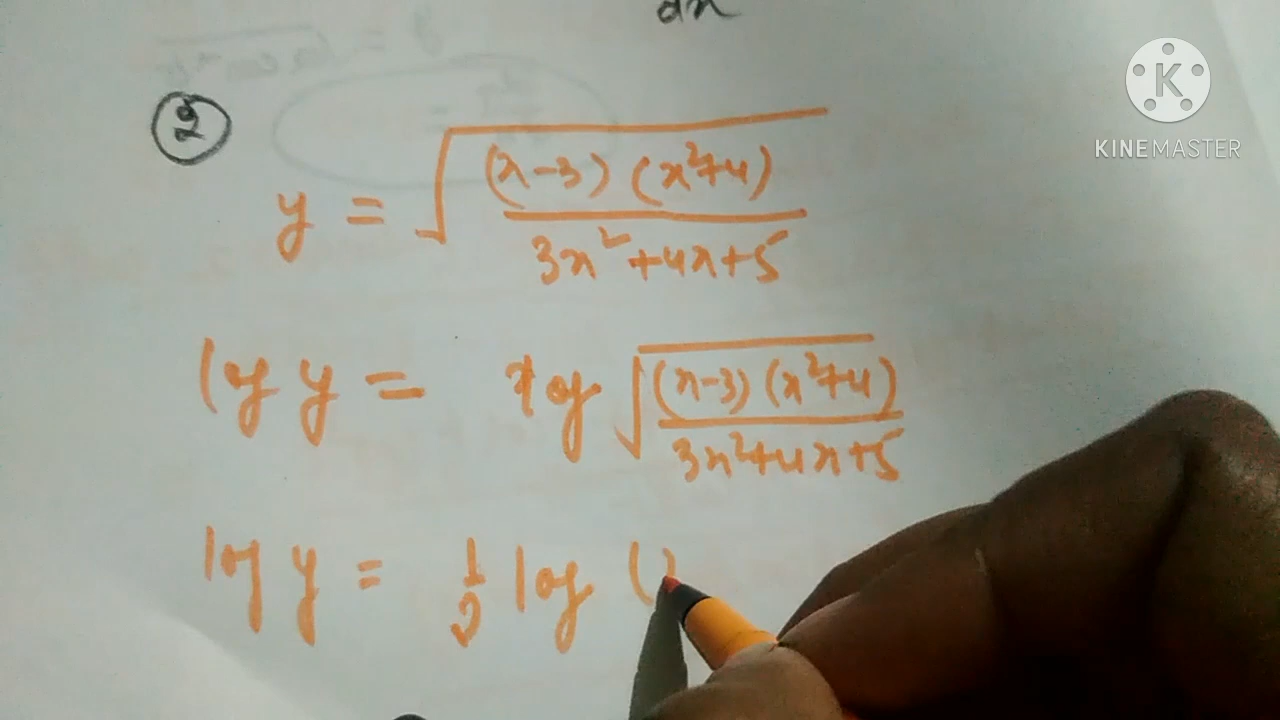 dx
K
KINEMASTER
②
y = √((x-3) (x²+4) / 3x²+4x+5)
log y = log √((x-3) (x²+4) / 3x²+4x+5)
log y = 1/2 log (